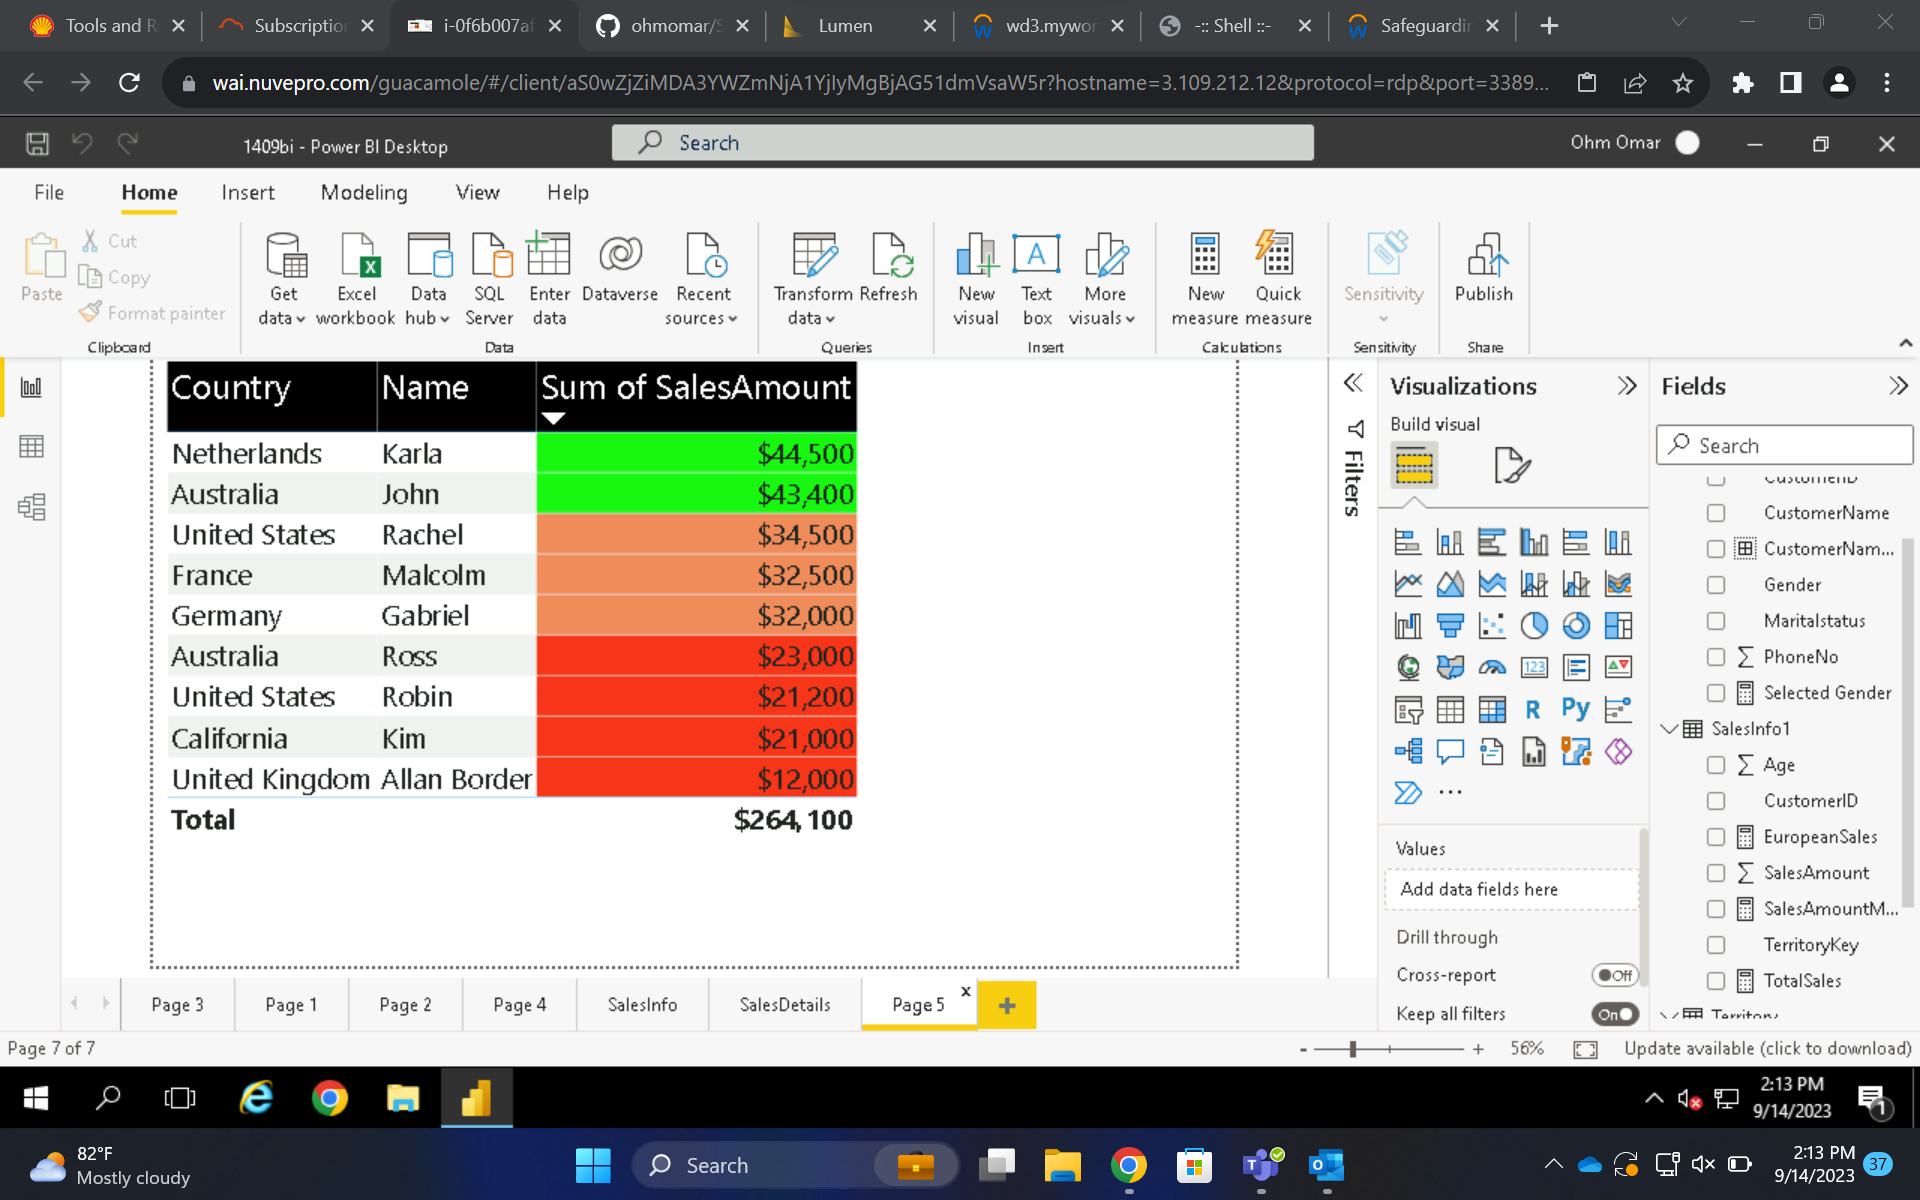 Tools and R
Subscription
i-0f6b007af
ohmomar/S
Lumen
wd3.mywor
-:: Shell ::-
Safeguardin
wai.nuvepro.com/guacamole/#/client/aS0wZjZiMDA3YWZmNjA1YjIyMgBjAG51dmVsaW5r?hostname=3.109.212.12&protocol=rdp&port=3389...
1409bi - Power BI Desktop
Search
Ohm Omar
File
Home
Insert
Modeling
View
Help
Paste
Cut
Copy
Format painter
Clipboard
Get data
Excel workbook
Data hub
SQL Server
Enter data
Dataverse
Recent sources
Data
Transform data
Refresh
Queries
New visual
Text box
More visuals
Insert
New measure
Quick measure
Calculations
Sensitivity
Sensitivity
Publish
Share
Country Name Sum of SalesAmount
Netherlands Karla $44,500
Australia John $43,400
United States Rachel $34,500
France Malcolm $32,500
Germany Gabriel $32,000
Australia Ross $23,000
United States Robin $21,200
California Kim $21,000
United Kingdom Allan Border $12,000
Total $264,100
Filters
Visualizations
Build visual
123
R
Py
...
Values
Add data fields here
Drill through
Cross-report
Off
Keep all filters
On
Fields
Search
CustomerID
CustomerName
CustomerNam...
Gender
Maritalstatus
PhoneNo
Selected Gender
SalesInfo1
Age
CustomerID
EuropeanSales
SalesAmount
SalesAmountM...
TerritoryKey
TotalSales
Territory
Page 3
Page 1
Page 2
Page 4
SalesInfo
SalesDetails
Page 5
x
+
Page 7 of 7
- + 56%
Update available (click to download)
2:13 PM
9/14/2023
1
82°F
Mostly cloudy
Search
2:13 PM
9/14/2023
37